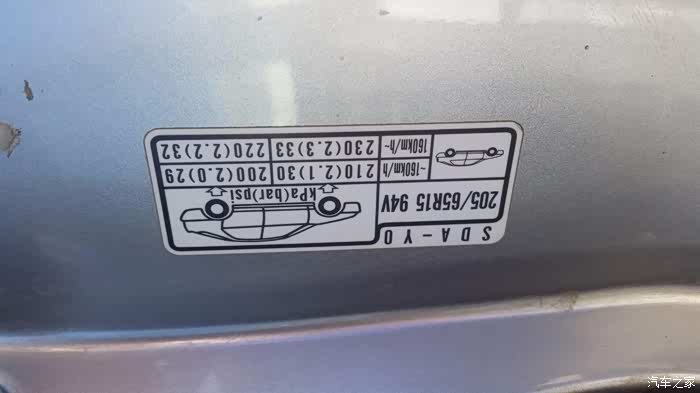 SDA-Y0
205/65R15 94V
kPa(bar)psi
~160km/h 210(2.1)30 200(2.0)29
160km/h~ 230(2.3)33 220(2.2)32
汽车之家